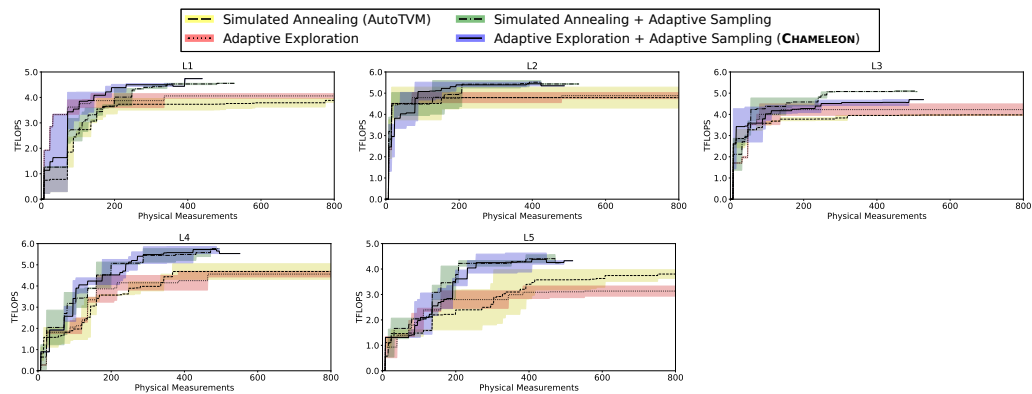 Simulated Annealing (AutoTVM)
Simulated Annealing + Adaptive Sampling
Adaptive Exploration
Adaptive Exploration + Adaptive Sampling (CHAMELEON)
L1
5.0
4.0
3.0
2.0
1.0
0.0
TFLOPS
0 200 400 600 800
Physical Measurements
L2
6.0
5.0
4.0
3.0
2.0
1.0
0.0
TFLOPS
0 200 400 600 800
Physical Measurements
L3
6.0
5.0
4.0
3.0
2.0
1.0
0.0
TFLOPS
0 200 400 600 800
Physical Measurements
L4
6.0
5.0
4.0
3.0
2.0
1.0
0.0
TFLOPS
0 200 400 600 800
Physical Measurements
L5
5.0
4.0
3.0
2.0
1.0
0.0
TFLOPS
0 200 400 600 800
Physical Measurements